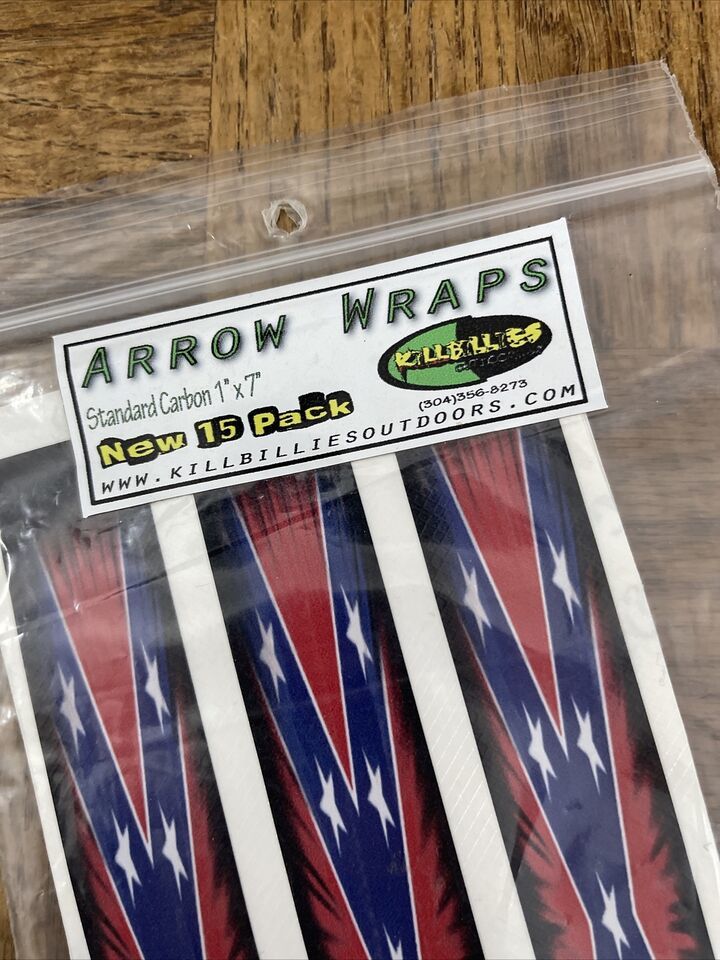 ARROW WRAPS
Standard Carbon 1" x 7"
KILLBILLIES
New 15 Pack
(304)356-8273
WWW.KILLBILLIESOUTDOORS.COM